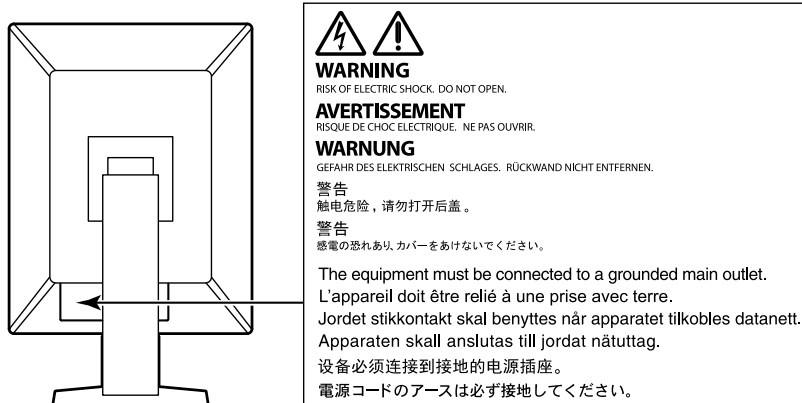 WARNING
RISK OF ELECTRIC SHOCK. DO NOT OPEN.
AVERTISSEMENT
RISQUE DE CHOC ELECTRIQUE. NE PAS OUVRIR.
WARNUNG
GEFAHR DES ELEKTRISCHEN SCHLAGES. RÜCKWAND NICHT ENTFERNEN.
警告
触电危险，请勿打开后盖。
警告
感電の恐れあり、カバーをあけないでください。
The equipment must be connected to a grounded main outlet.
L'appareil doit être relié à une prise avec terre.
Jordet stikkontakt skal benyttes når apparatet tilkobles datanett.
Apparaten skall anslutas till jordat nätuttag.
设备必须连接到接地的电源插座。
電源コードのアースは必ず接地してください。